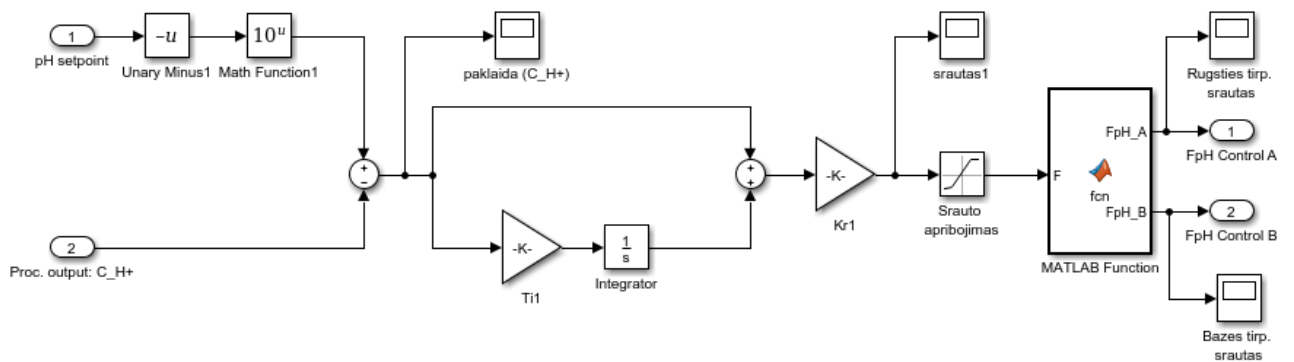 1
pH setpoint
-u
Unary Minus1
10^u
Math Function1
paklaida (C_H+)
srautas1
Rugsties tirp.
srautas
+
−
+
+
-K-
Kr1
Srauto
apribojimas
F
FpH_A
fcn
FpH_B
MATLAB Function
1
FpH Control A
2
FpH Control B
2
Proc. output: C_H+
-K-
Ti1
1
s
Integrator
Bazes tirp.
srautas